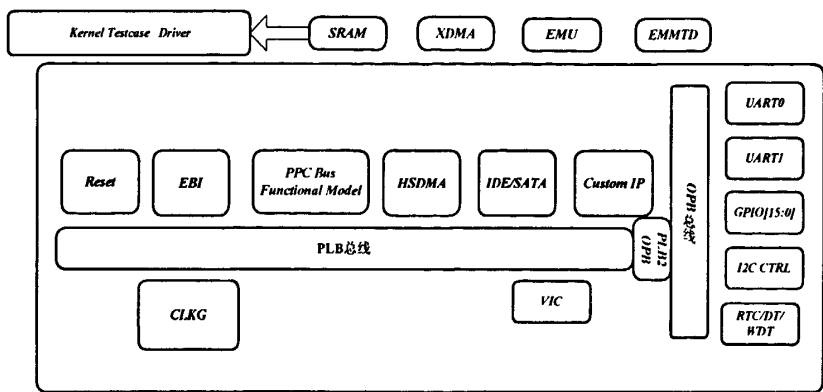 Kernel Testcase Driver
SRAM
XDMA
EMU
EMMTD
UART0
UART1
GPIO[15:0]
I2C CTRL
RTC/DT/
WDT
Reset
EBI
PPC Bus
Functional Model
HSDMA
IDE/SATA
Custom IP
OPB总线
PLB总线
PLB2
OPB
CLKG
VIC